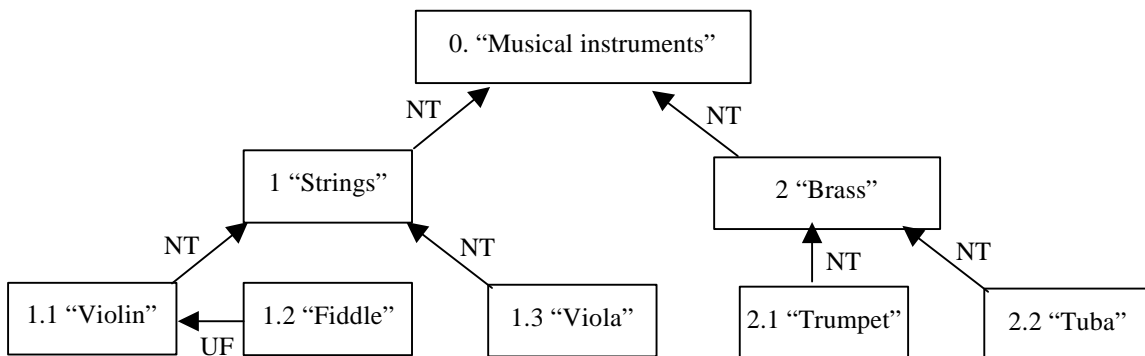 0. “Musical instruments”
NT
NT
1 “Strings”
2 “Brass”
NT
NT
NT
NT
1.1 “Violin”
1.2 “Fiddle”
1.3 “Viola”
2.1 “Trumpet”
2.2 “Tuba”
UF